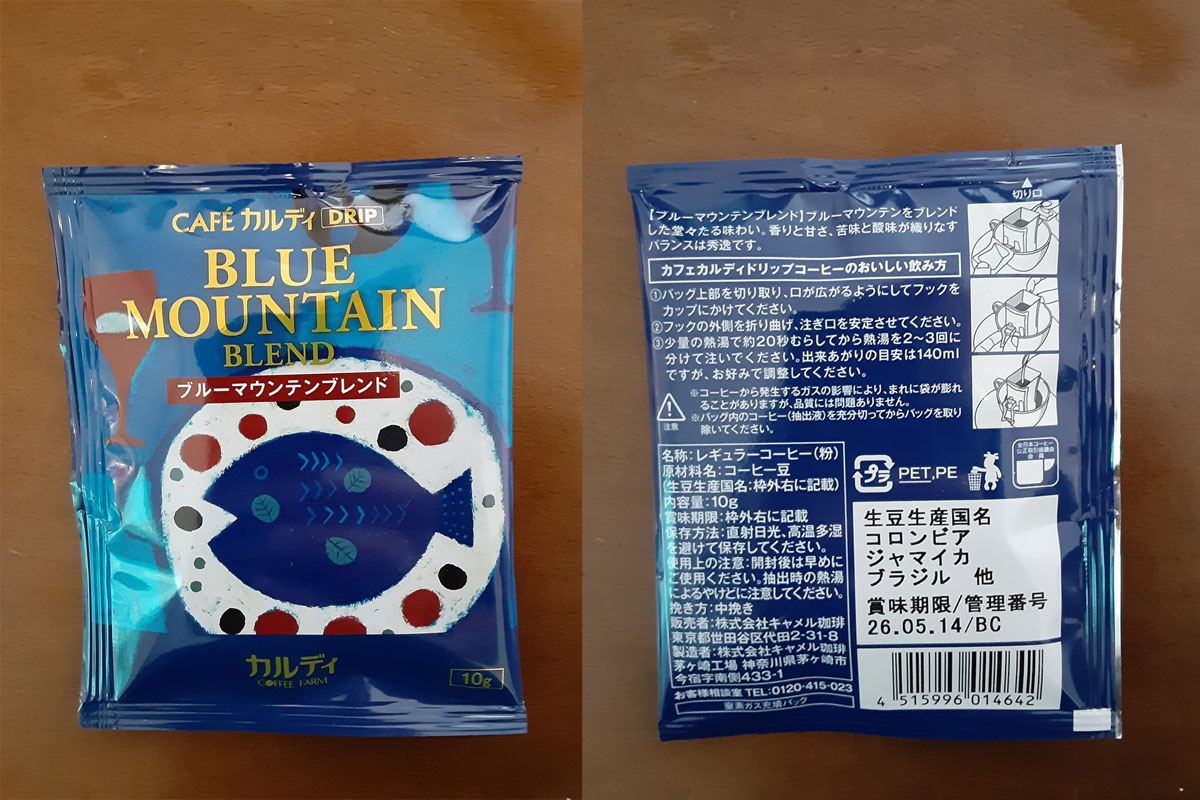 CAFÉ カルディ DRIP
BLUE
MOUNTAIN
BLEND
ブルーマウンテンブレンド
カルディ
COFFEE FARM
10g
切り口
【ブルーマウンテンブレンド】ブルーマウンテンをブレンド
した堂々たる味わい。香りと甘さ、苦味と酸味が織りなす
バランスは秀逸です。
カフェカルディドリップコーヒーのおいしい飲み方
①バッグ上部を切り取り、口が広がるようにしてフックを
カップにかけてください。
②フックの外側を折り曲げ、注ぎ口を安定させてください。
③少量の熱湯で約20秒むらしてから熱湯を2〜3回に
分けて注いでください。出来あがりの目安は140ml
ですが、お好みで調整してください。
注意
※コーヒーから発生するガスの影響により、まれに袋が膨れ
ることがありますが、品質には問題ありません。
※バッグ内のコーヒー(抽出液)を充分切ってからバッグを取り
除いてください。
名称:レギュラーコーヒー(粉)
原材料名:コーヒー豆
(生豆生産国名:枠外右に記載)
内容量:10g
賞味期限:枠外右に記載
保存方法:直射日光、高温多湿
を避けて保存してください。
使用上の注意:開封後は早めに
ご使用ください。抽出時の熱湯
によるやけどに注意してください。
挽き方:中挽き
販売者:株式会社キャメル珈琲
東京都世田谷区代田2-31-8
製造者:株式会社キャメル珈琲
茅ヶ崎工場 神奈川県茅ヶ崎市
今宿字南側433-1
お客様相談室 TEL:0120-415-023
窒素ガス充填パック
プラ
PET,PE
全日本コーヒー
公正取引協議会
会員
生豆生産国名
コロンビア
ジャマイカ
ブラジル 他
賞味期限/管理番号
26.05.14/BC
4 515996 014642